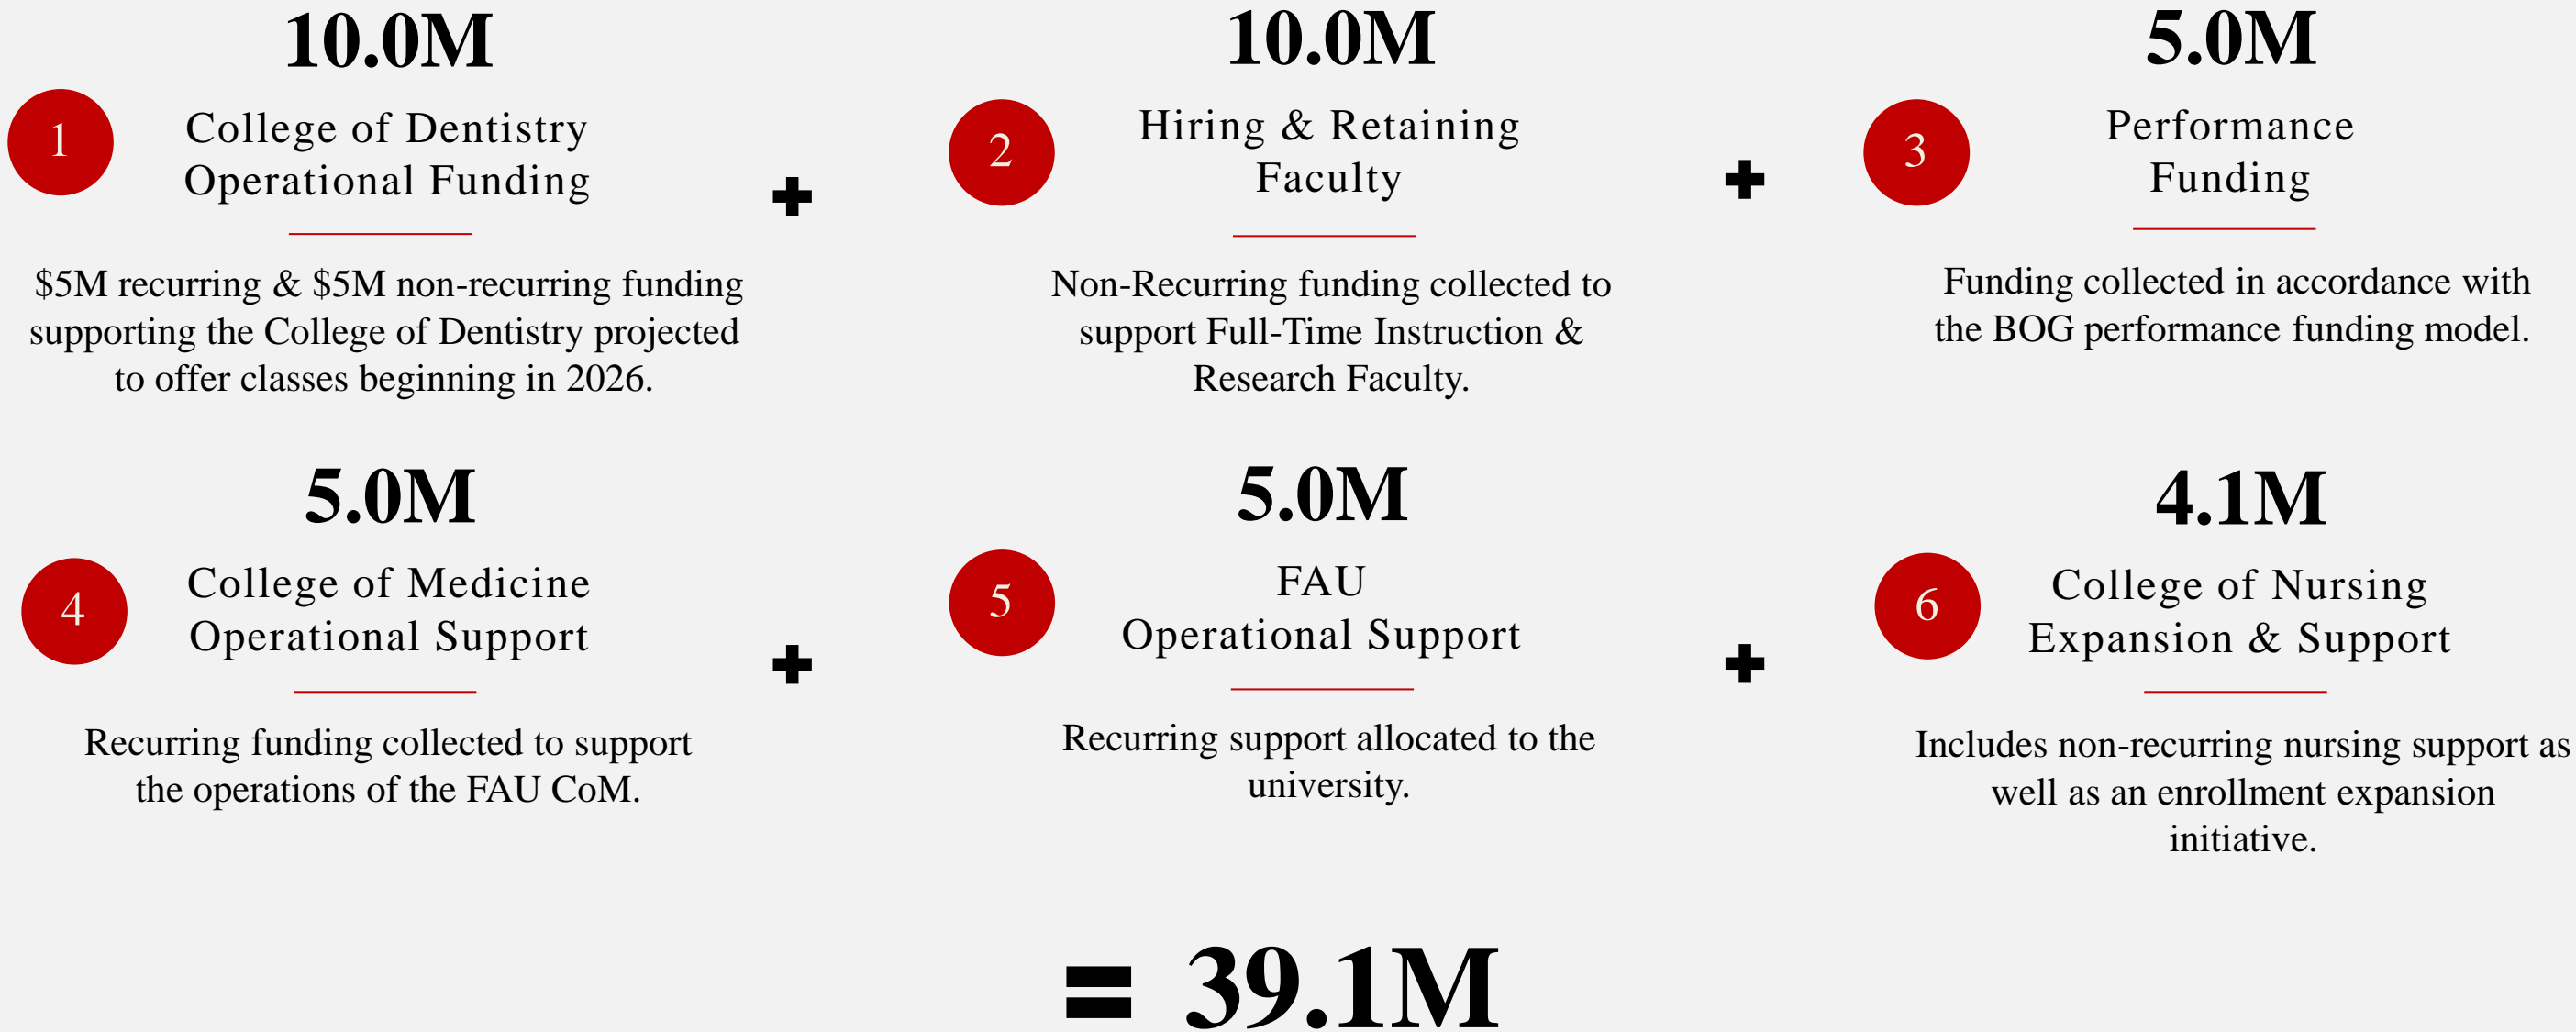 10.0M
1
College of Dentistry
Operational Funding
$5M recurring & $5M non-recurring funding
supporting the College of Dentistry projected
to offer classes beginning in 2026.
+
10.0M
2
Hiring & Retaining
Faculty
Non-Recurring funding collected to
support Full-Time Instruction &
Research Faculty.
+
5.0M
3
Performance
Funding
Funding collected in accordance with
the BOG performance funding model.
5.0M
4
College of Medicine
Operational Support
Recurring funding collected to support
the operations of the FAU CoM.
+
5.0M
5
FAU
Operational Support
Recurring support allocated to the
university.
+
4.1M
6
College of Nursing
Expansion & Support
Includes non-recurring nursing support as
well as an enrollment expansion
initiative.
= 39.1M